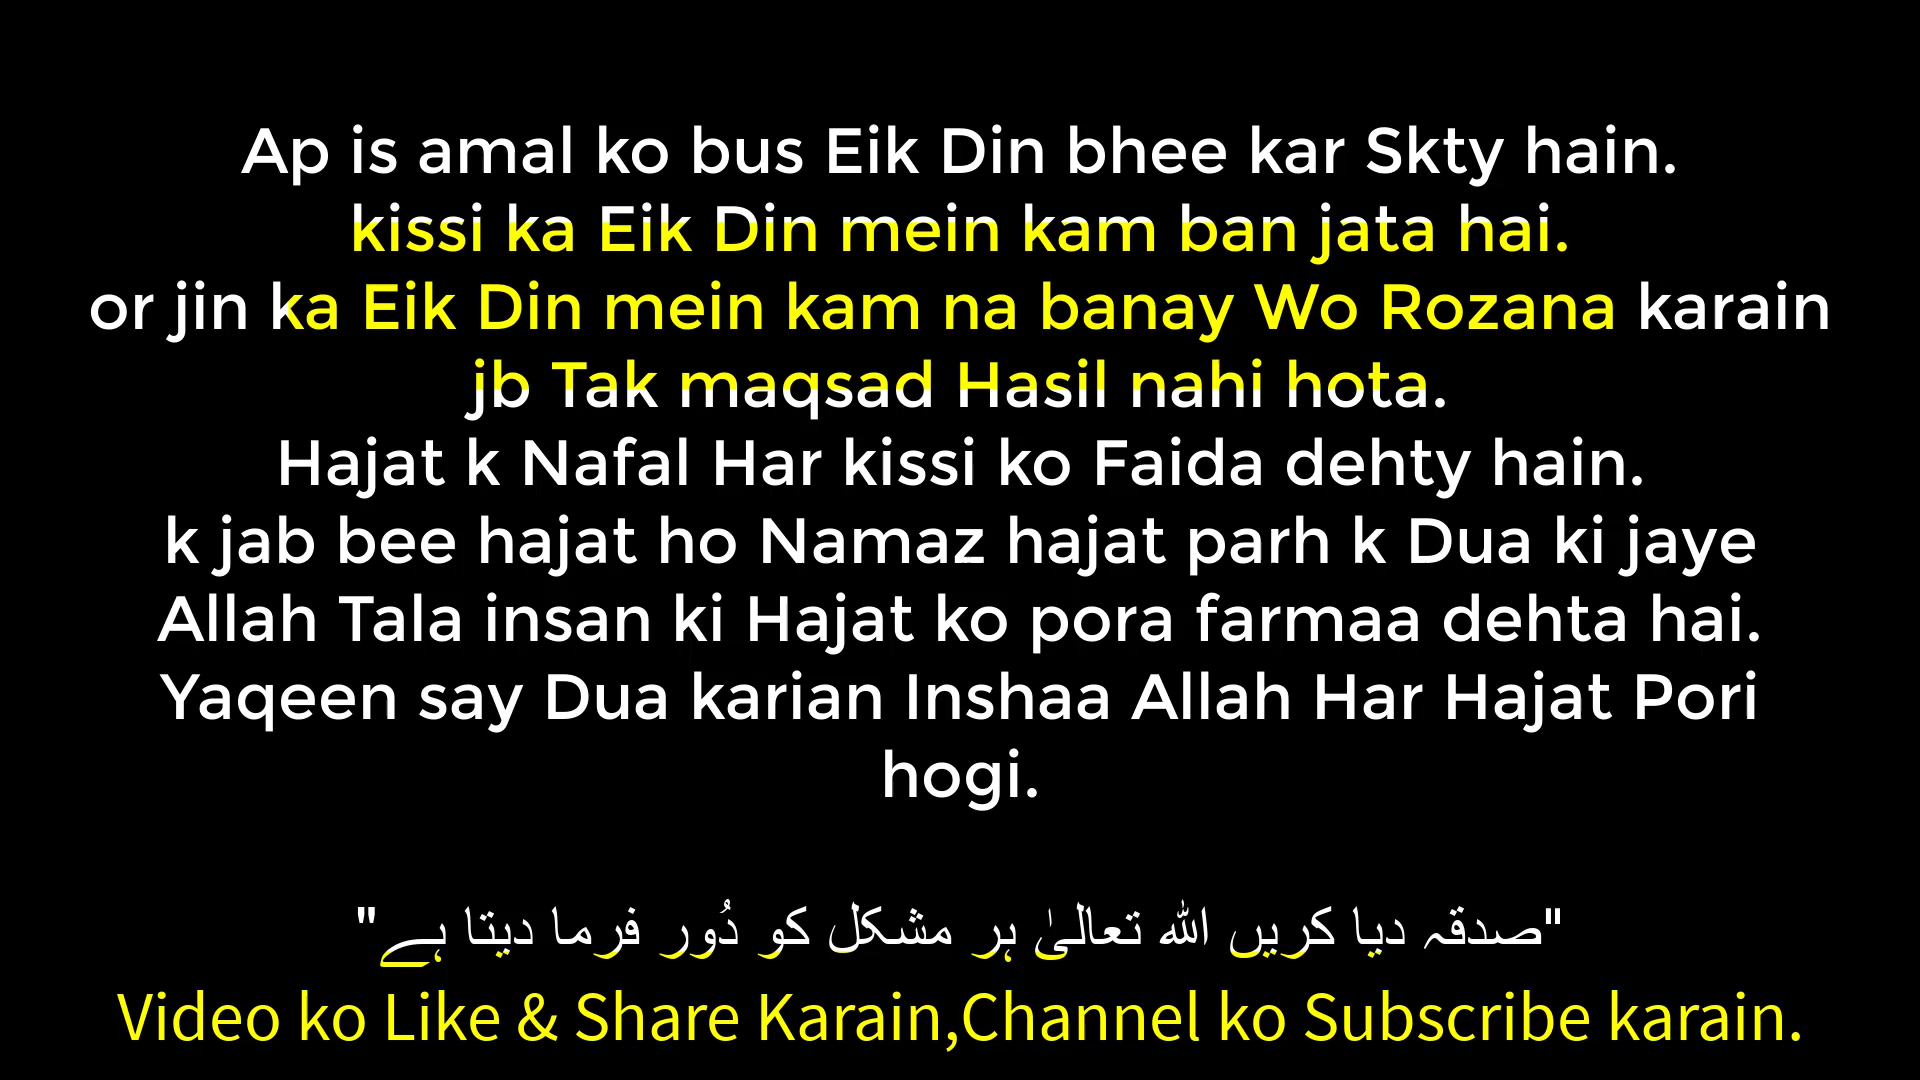 Ap is amal ko bus Eik Din bhee kar Skty hain.
kissi ka Eik Din mein kam ban jata hai.
or jin ka Eik Din mein kam na banay Wo Rozana karain
jb Tak maqsad Hasil nahi hota.
Hajat k Nafal Har kissi ko Faida dehty hain.
k jab bee hajat ho Namaz hajat parh k Dua ki jaye
Allah Tala insan ki Hajat ko pora farmaa dehta hai.
Yaqeen say Dua karian Inshaa Allah Har Hajat Pori
hogi.
"صدقہ دیا کریں اللہ تعالیٰ ہر مشکل کو دُور فرما دیتا ہے"
Video ko Like & Share Karain,Channel ko Subscribe karain.